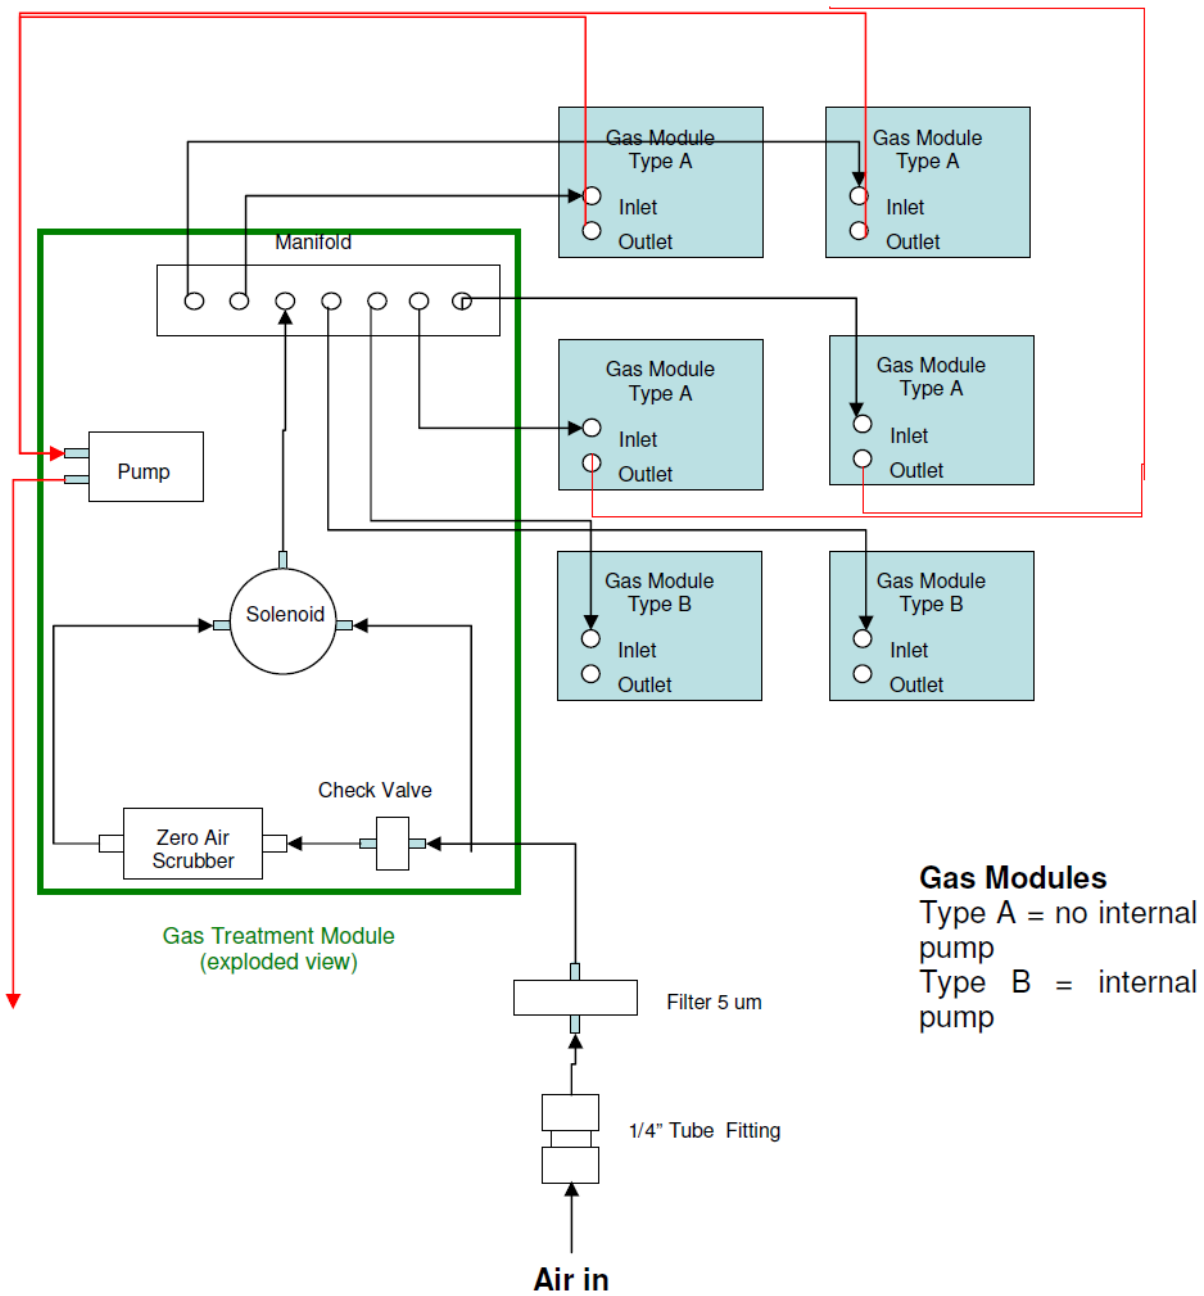 Gas Module
Type A
Inlet
Outlet
Gas Module
Type A
Inlet
Outlet
Manifold
Gas Module
Type A
Inlet
Outlet
Gas Module
Type A
Inlet
Outlet
Pump
Gas Module
Type B
Inlet
Outlet
Gas Module
Type B
Inlet
Outlet
Solenoid
Check Valve
Zero Air
Scrubber
Gas Treatment Module
(exploded view)
Gas Modules
Type A = no internal
pump
Type B = internal
pump
Filter 5 um
1/4” Tube Fitting
Air in